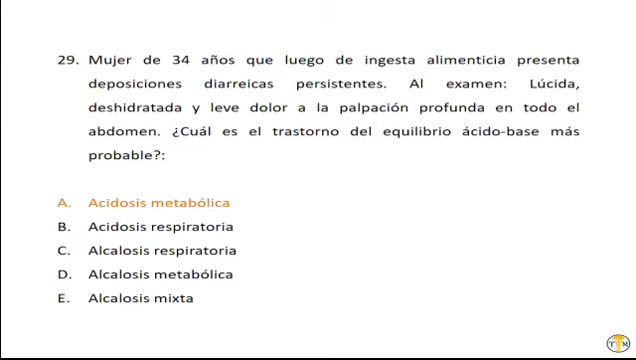 29. Mujer de 34 años que luego de ingesta alimenticia presenta
deposiciones diarreicas persistentes. Al examen: Lúcida,
deshidratada y leve dolor a la palpación profunda en todo el
abdomen. ¿Cuál es el trastorno del equilibrio ácido-base más
probable?:
A. Acidosis metabólica
B. Acidosis respiratoria
C. Alcalosis respiratoria
D. Alcalosis metabólica
E. Alcalosis mixta
T M